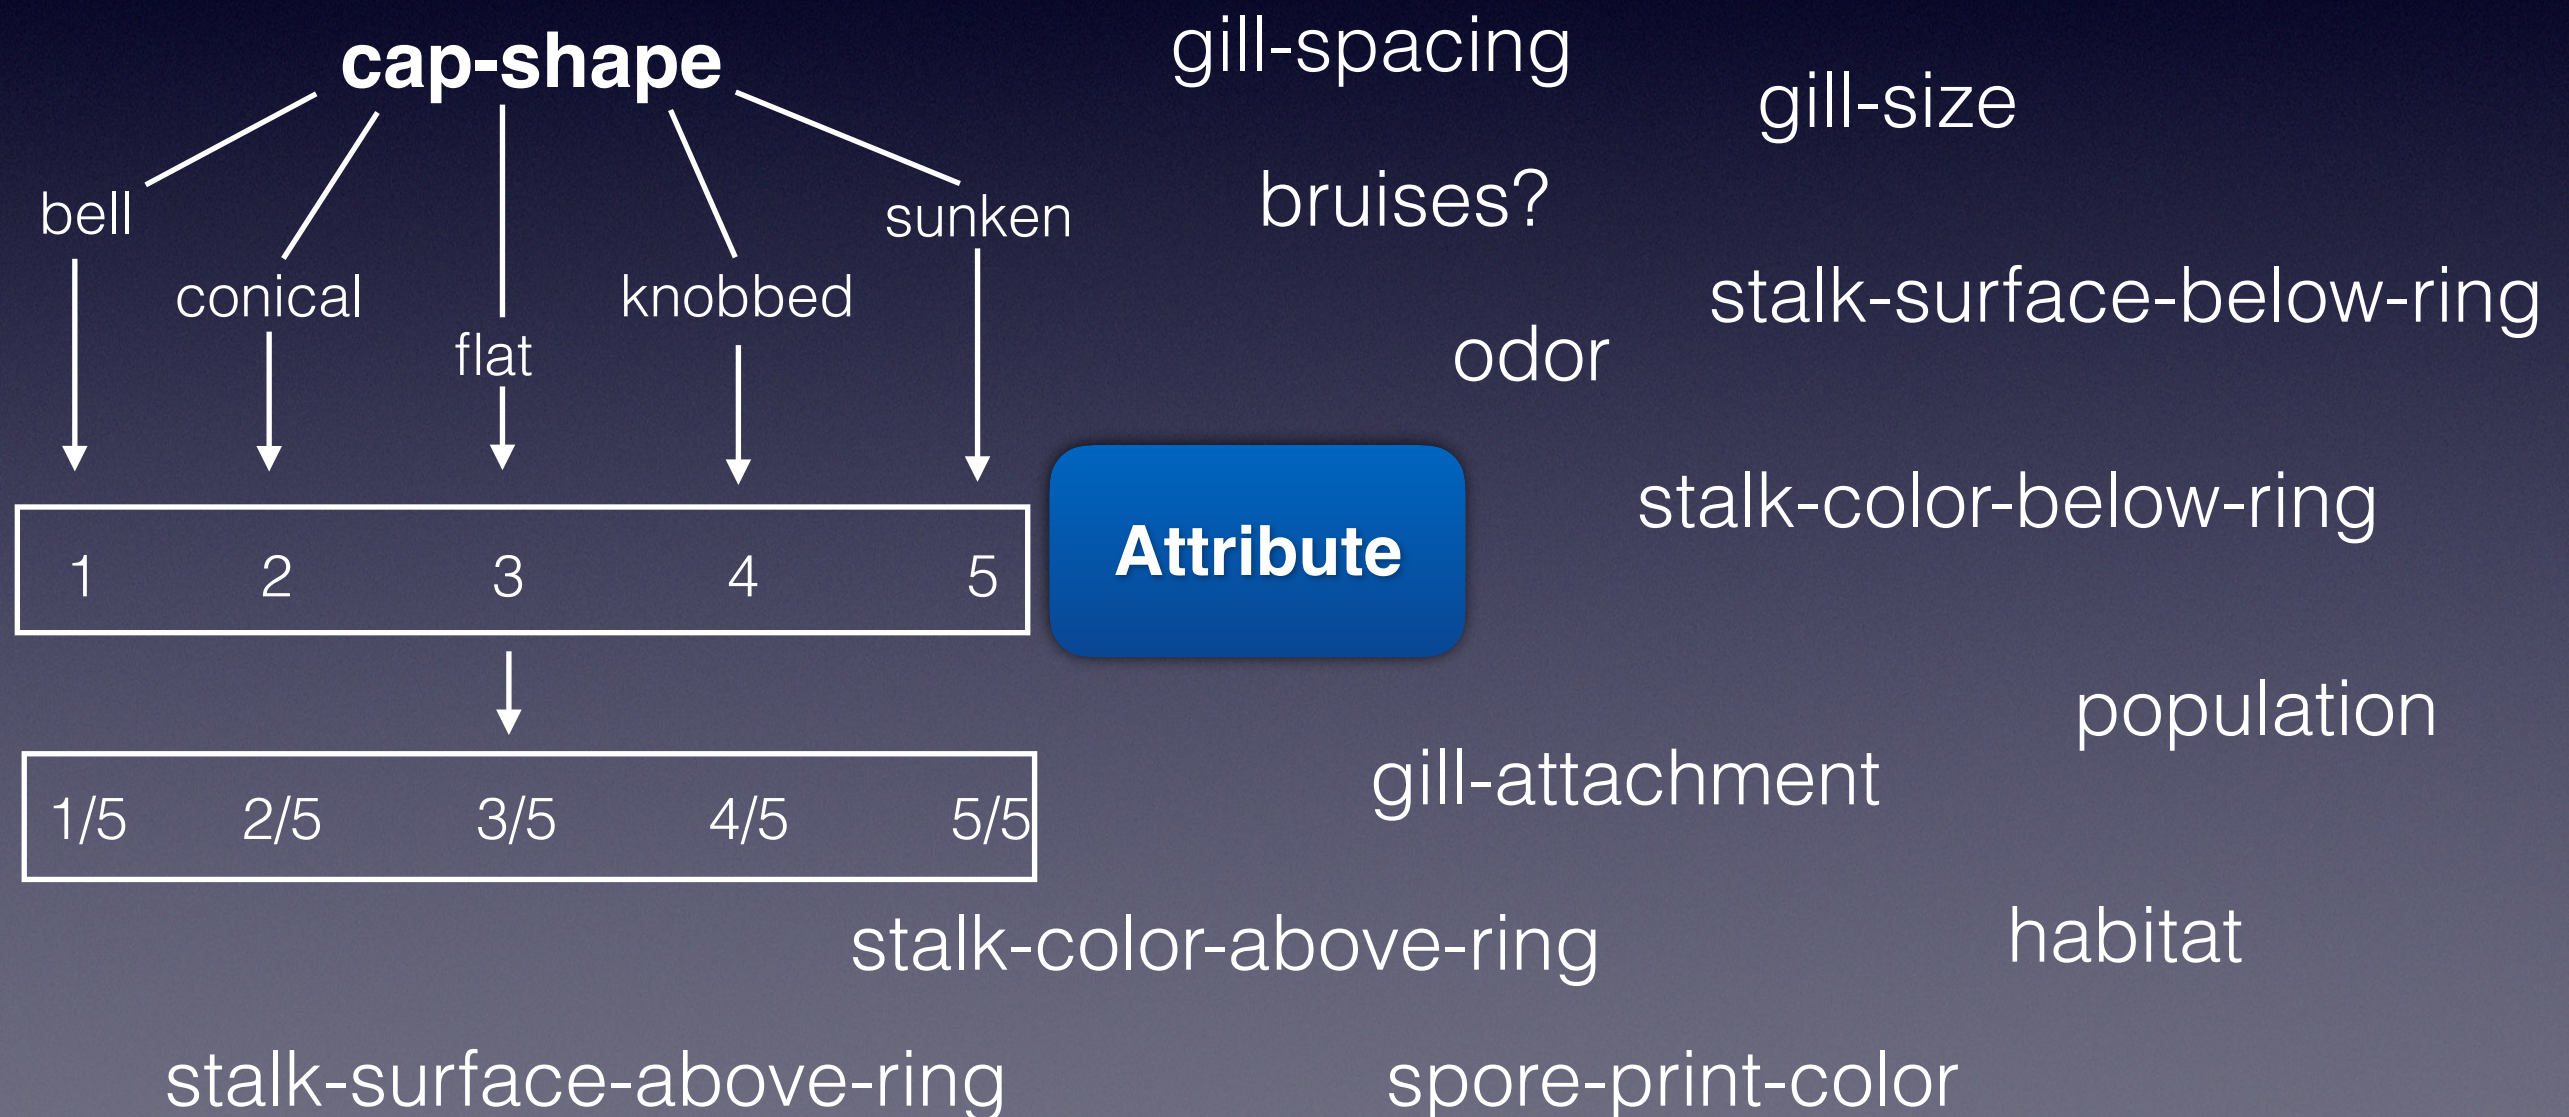 cap-shape
bell
conical
flat
knobbed
sunken
1 2 3 4 5
1/5 2/5 3/5 4/5 5/5
gill-spacing
gill-size
bruises?
stalk-surface-below-ring
odor
stalk-color-below-ring
Attribute
population
gill-attachment
habitat
stalk-color-above-ring
stalk-surface-above-ring
spore-print-color